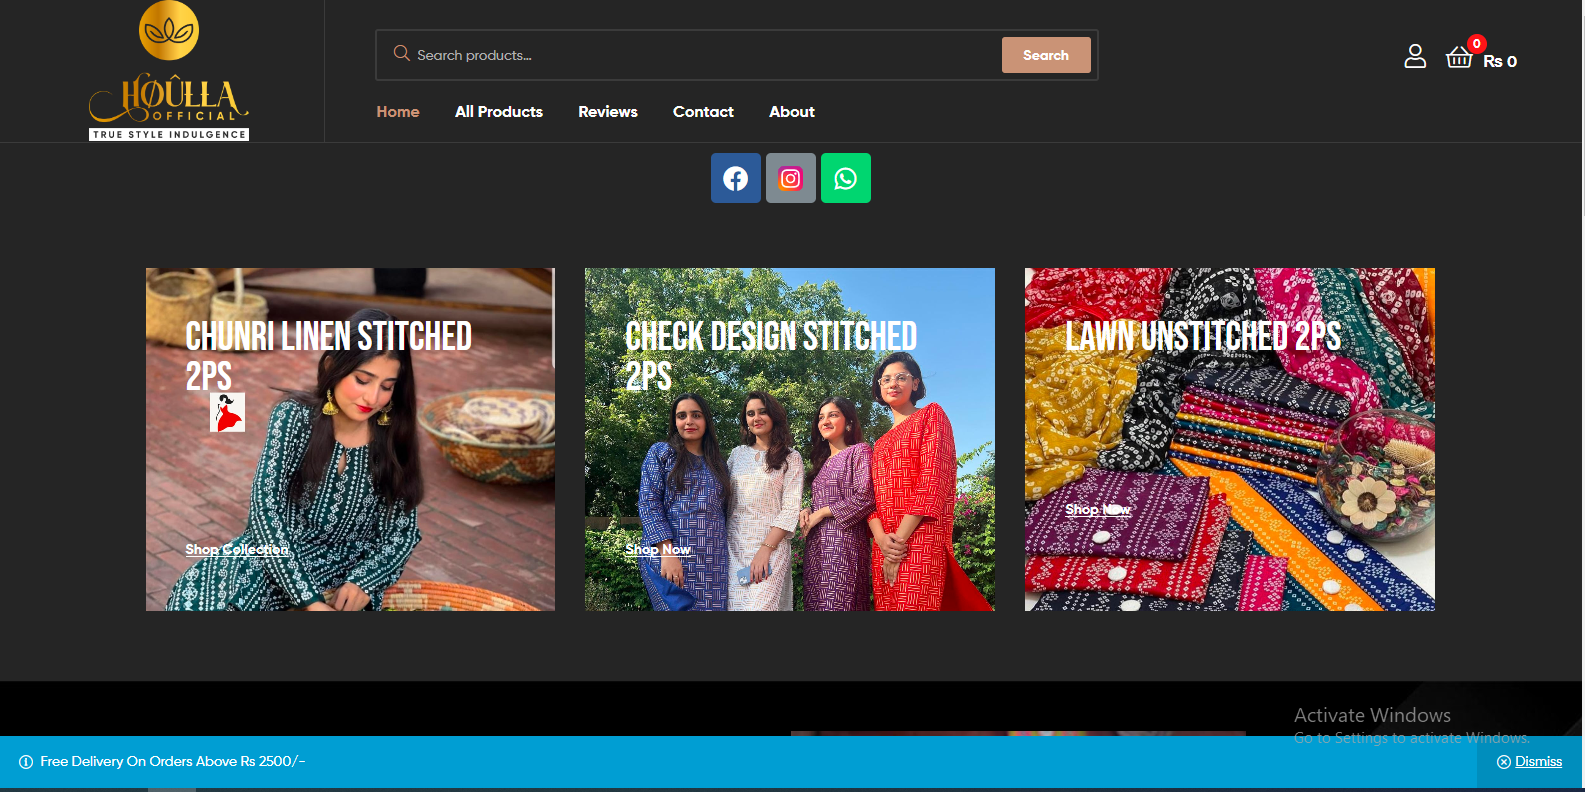 HOÛLLA
OFFICIAL
TRUE STYLE INDULGENCE
Search products...
Search
0
Rs 0
Home
All Products
Reviews
Contact
About
CHUNRI LINEN STITCHED
2PS
Shop Collection
CHECK DESIGN STITCHED
2PS
Shop Now
LAWN UNSTITCHED 2PS
Shop Now
Activate Windows
Go to Settings to activate Windows.
Free Delivery On Orders Above Rs 2500/-
Dismiss